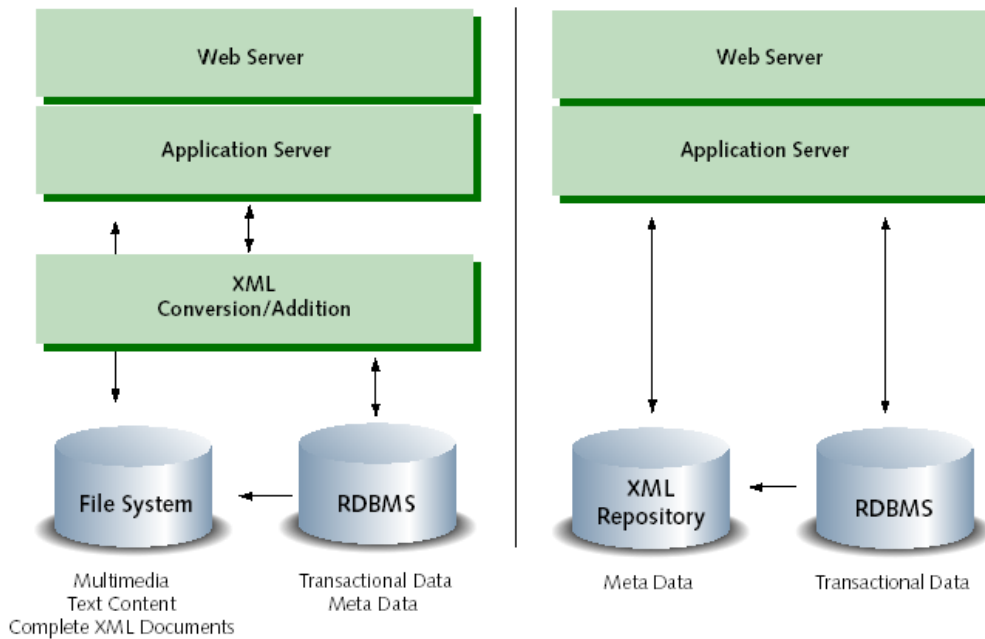 Web Server
Application Server
XML
Conversion/Addition
File System
RDBMS
Multimedia
Text Content
Complete XML Documents
Transactional Data
Meta Data
Web Server
Application Server
XML
Repository
RDBMS
Meta Data
Transactional Data